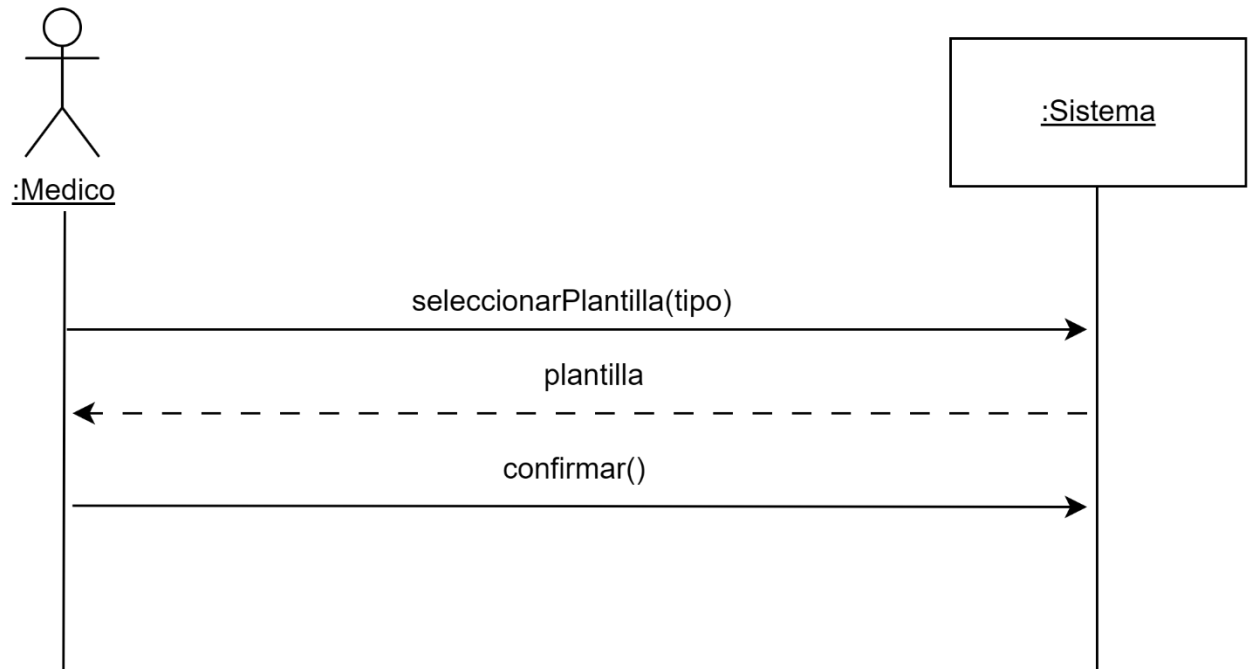 :Sistema
:Medico
seleccionarPlantilla(tipo)
plantilla
confirmar()